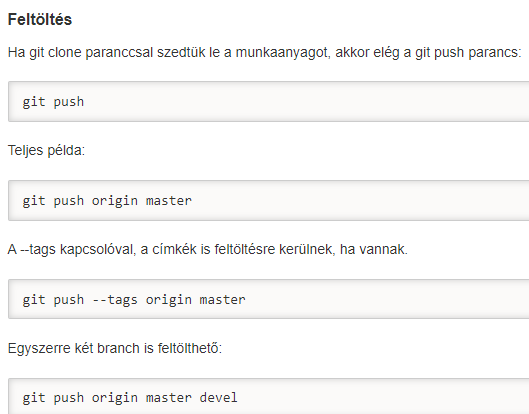 Feltöltés
Ha git clone paranccsal szedtük le a munkaanyagot, akkor elég a git push parancs:
git push
Teljes példa:
git push origin master
A --tags kapcsolóval, a címkék is feltöltésre kerülnek, ha vannak.
git push --tags origin master
Egyszerre két branch is feltölthető:
git push origin master devel